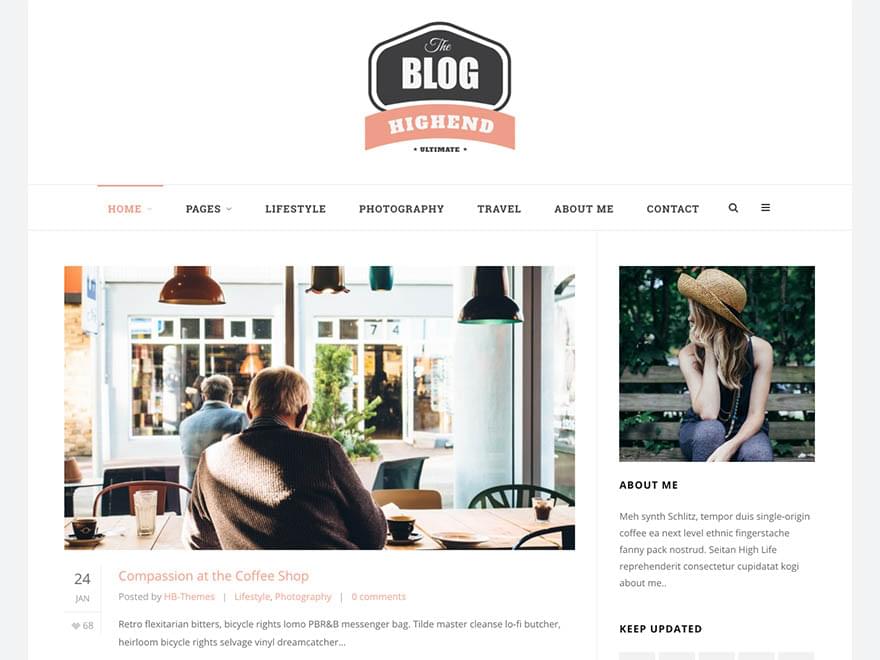 The
BLOG
HIGHEND
ULTIMATE
HOME PAGES LIFESTYLE PHOTOGRAPHY TRAVEL ABOUT ME CONTACT
7 4
24
JAN
68
Compassion at the Coffee Shop
Posted by HB-Themes | Lifestyle, Photography | 0 comments
Retro flexitarian bitters, bicycle rights lomo PBR&B messenger bag. Tilde master cleanse lo-fi butcher,
heirloom bicycle rights selvage vinyl dreamcatcher...
ABOUT ME
Meh synth Schlitz, tempor duis single-origin
coffee ea next level ethnic fingerstache
fanny pack nostrud. Seitan High Life
reprehenderit consectetur cupidatat kogi
about me..
KEEP UPDATED